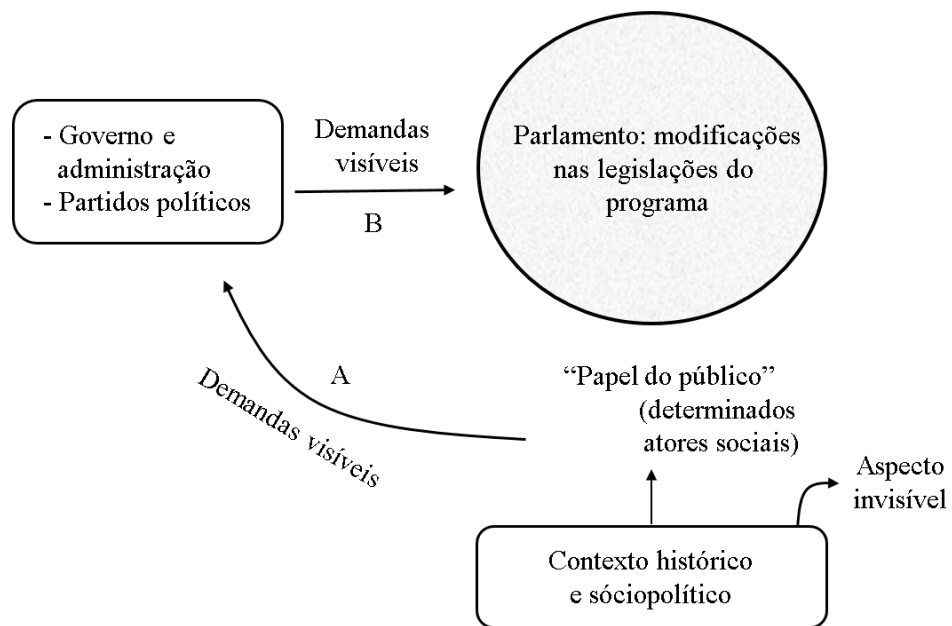 - Governo e
administração
- Partidos políticos
Demandas
visíveis
B
Parlamento: modificações
nas legislações do
programa
A
Demandas visíveis
“Papel do público”
(determinados
atores sociais)
Aspecto
invisível
Contexto histórico
e sóciopolítico